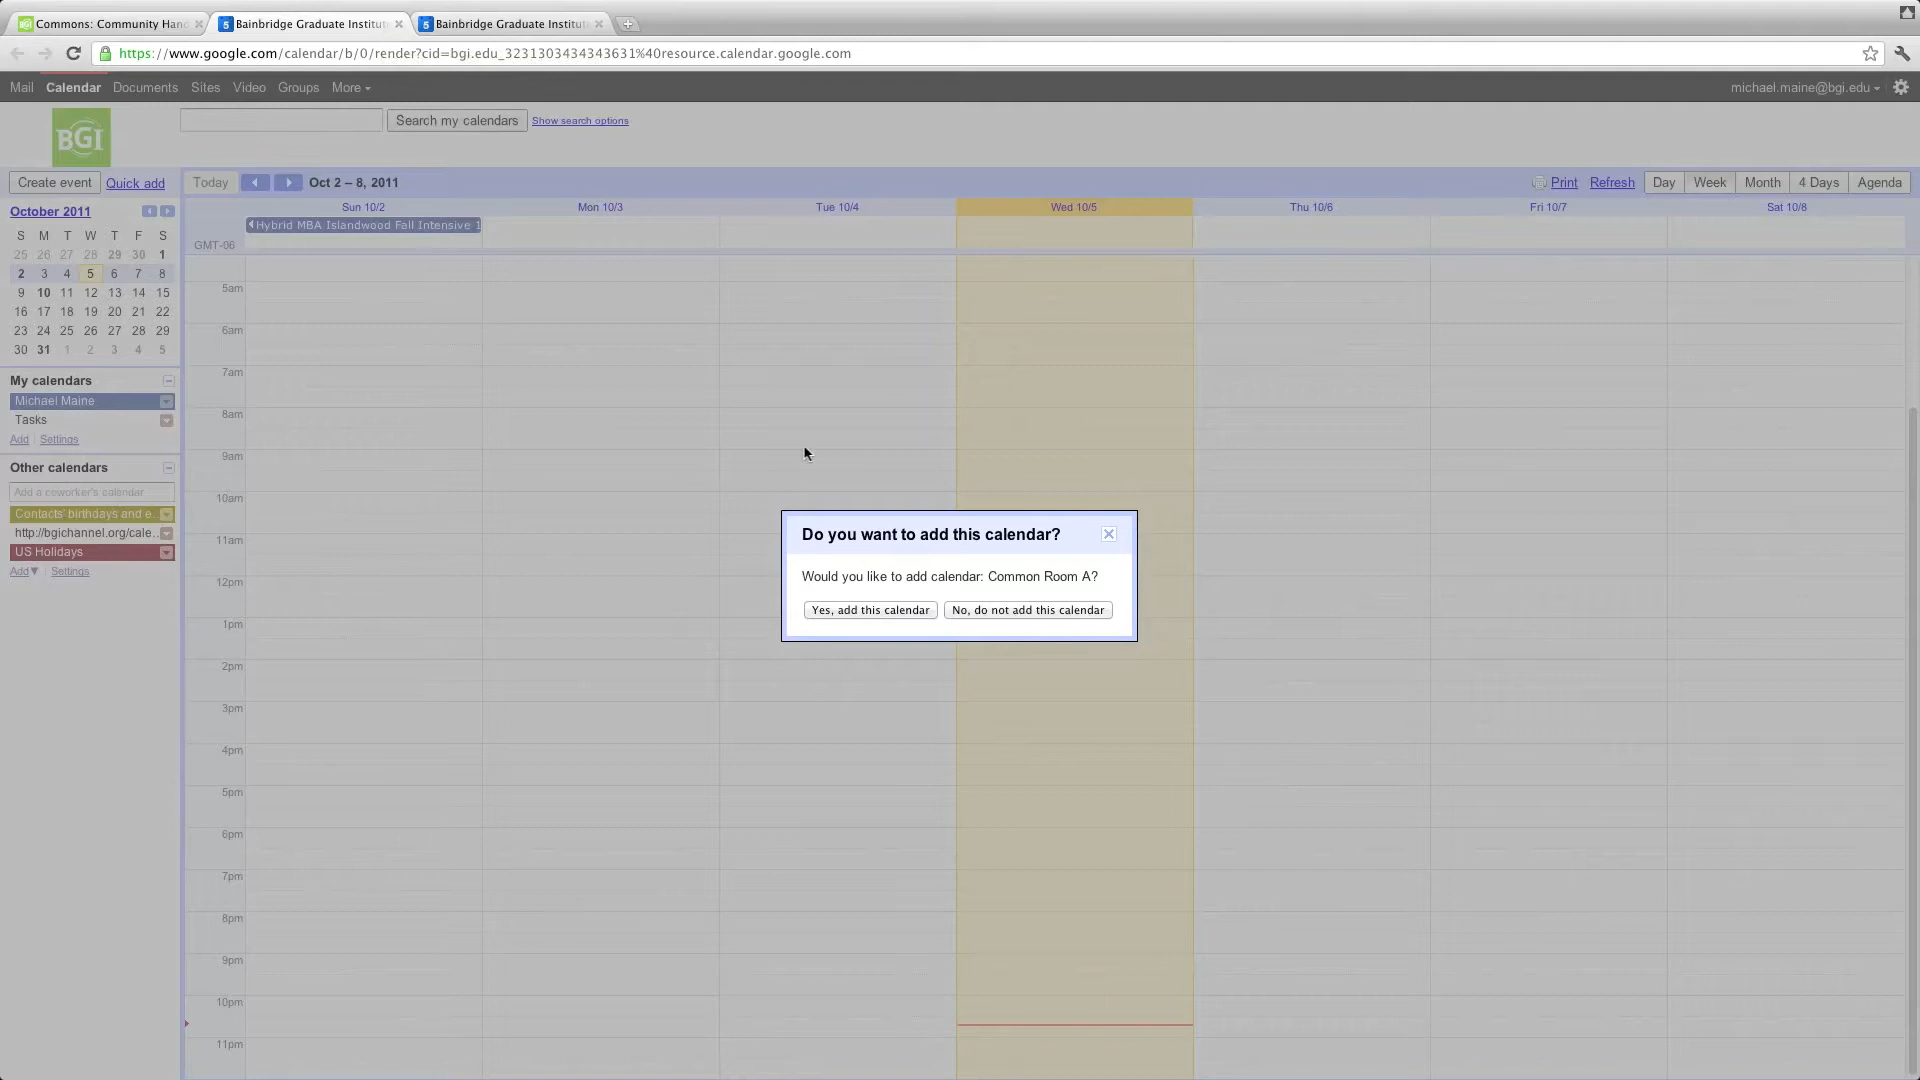 Commons: Community Han
Bainbridge Graduate Institut
Bainbridge Graduate Institut
https://www.google.com/calendar/b/0/render?cid=bgi.edu_3231303434343631%40resource.calendar.google.com
Mail Calendar Documents Sites Video Groups More
michael.maine@bgi.edu
BGI
Search my calendars
Show search options
Create event
Quick add
Today
Oct 2 – 8, 2011
Print
Refresh
Day Week Month 4 Days Agenda
October 2011
S M T W T F S
25 26 27 28 29 30 1
2 3 4 5 6 7 8
9 10 11 12 13 14 15
16 17 18 19 20 21 22
23 24 25 26 27 28 29
30 31 1 2 3 4 5
My calendars
Michael Maine
Tasks
Add Settings
Other calendars
Add a coworker's calendar
Contacts' birthdays and e...
http://bgichannel.org/cale...
US Holidays
Add▼ Settings
Sun 10/2 Mon 10/3 Tue 10/4 Wed 10/5 Thu 10/6 Fri 10/7 Sat 10/8
Hybrid MBA Islandwood Fall Intensive 1
GMT-06
5am
6am
7am
8am
9am
10am
11am
12pm
1pm
2pm
3pm
4pm
5pm
6pm
7pm
8pm
9pm
10pm
11pm
Do you want to add this calendar?
Would you like to add calendar: Common Room A?
Yes, add this calendar
No, do not add this calendar